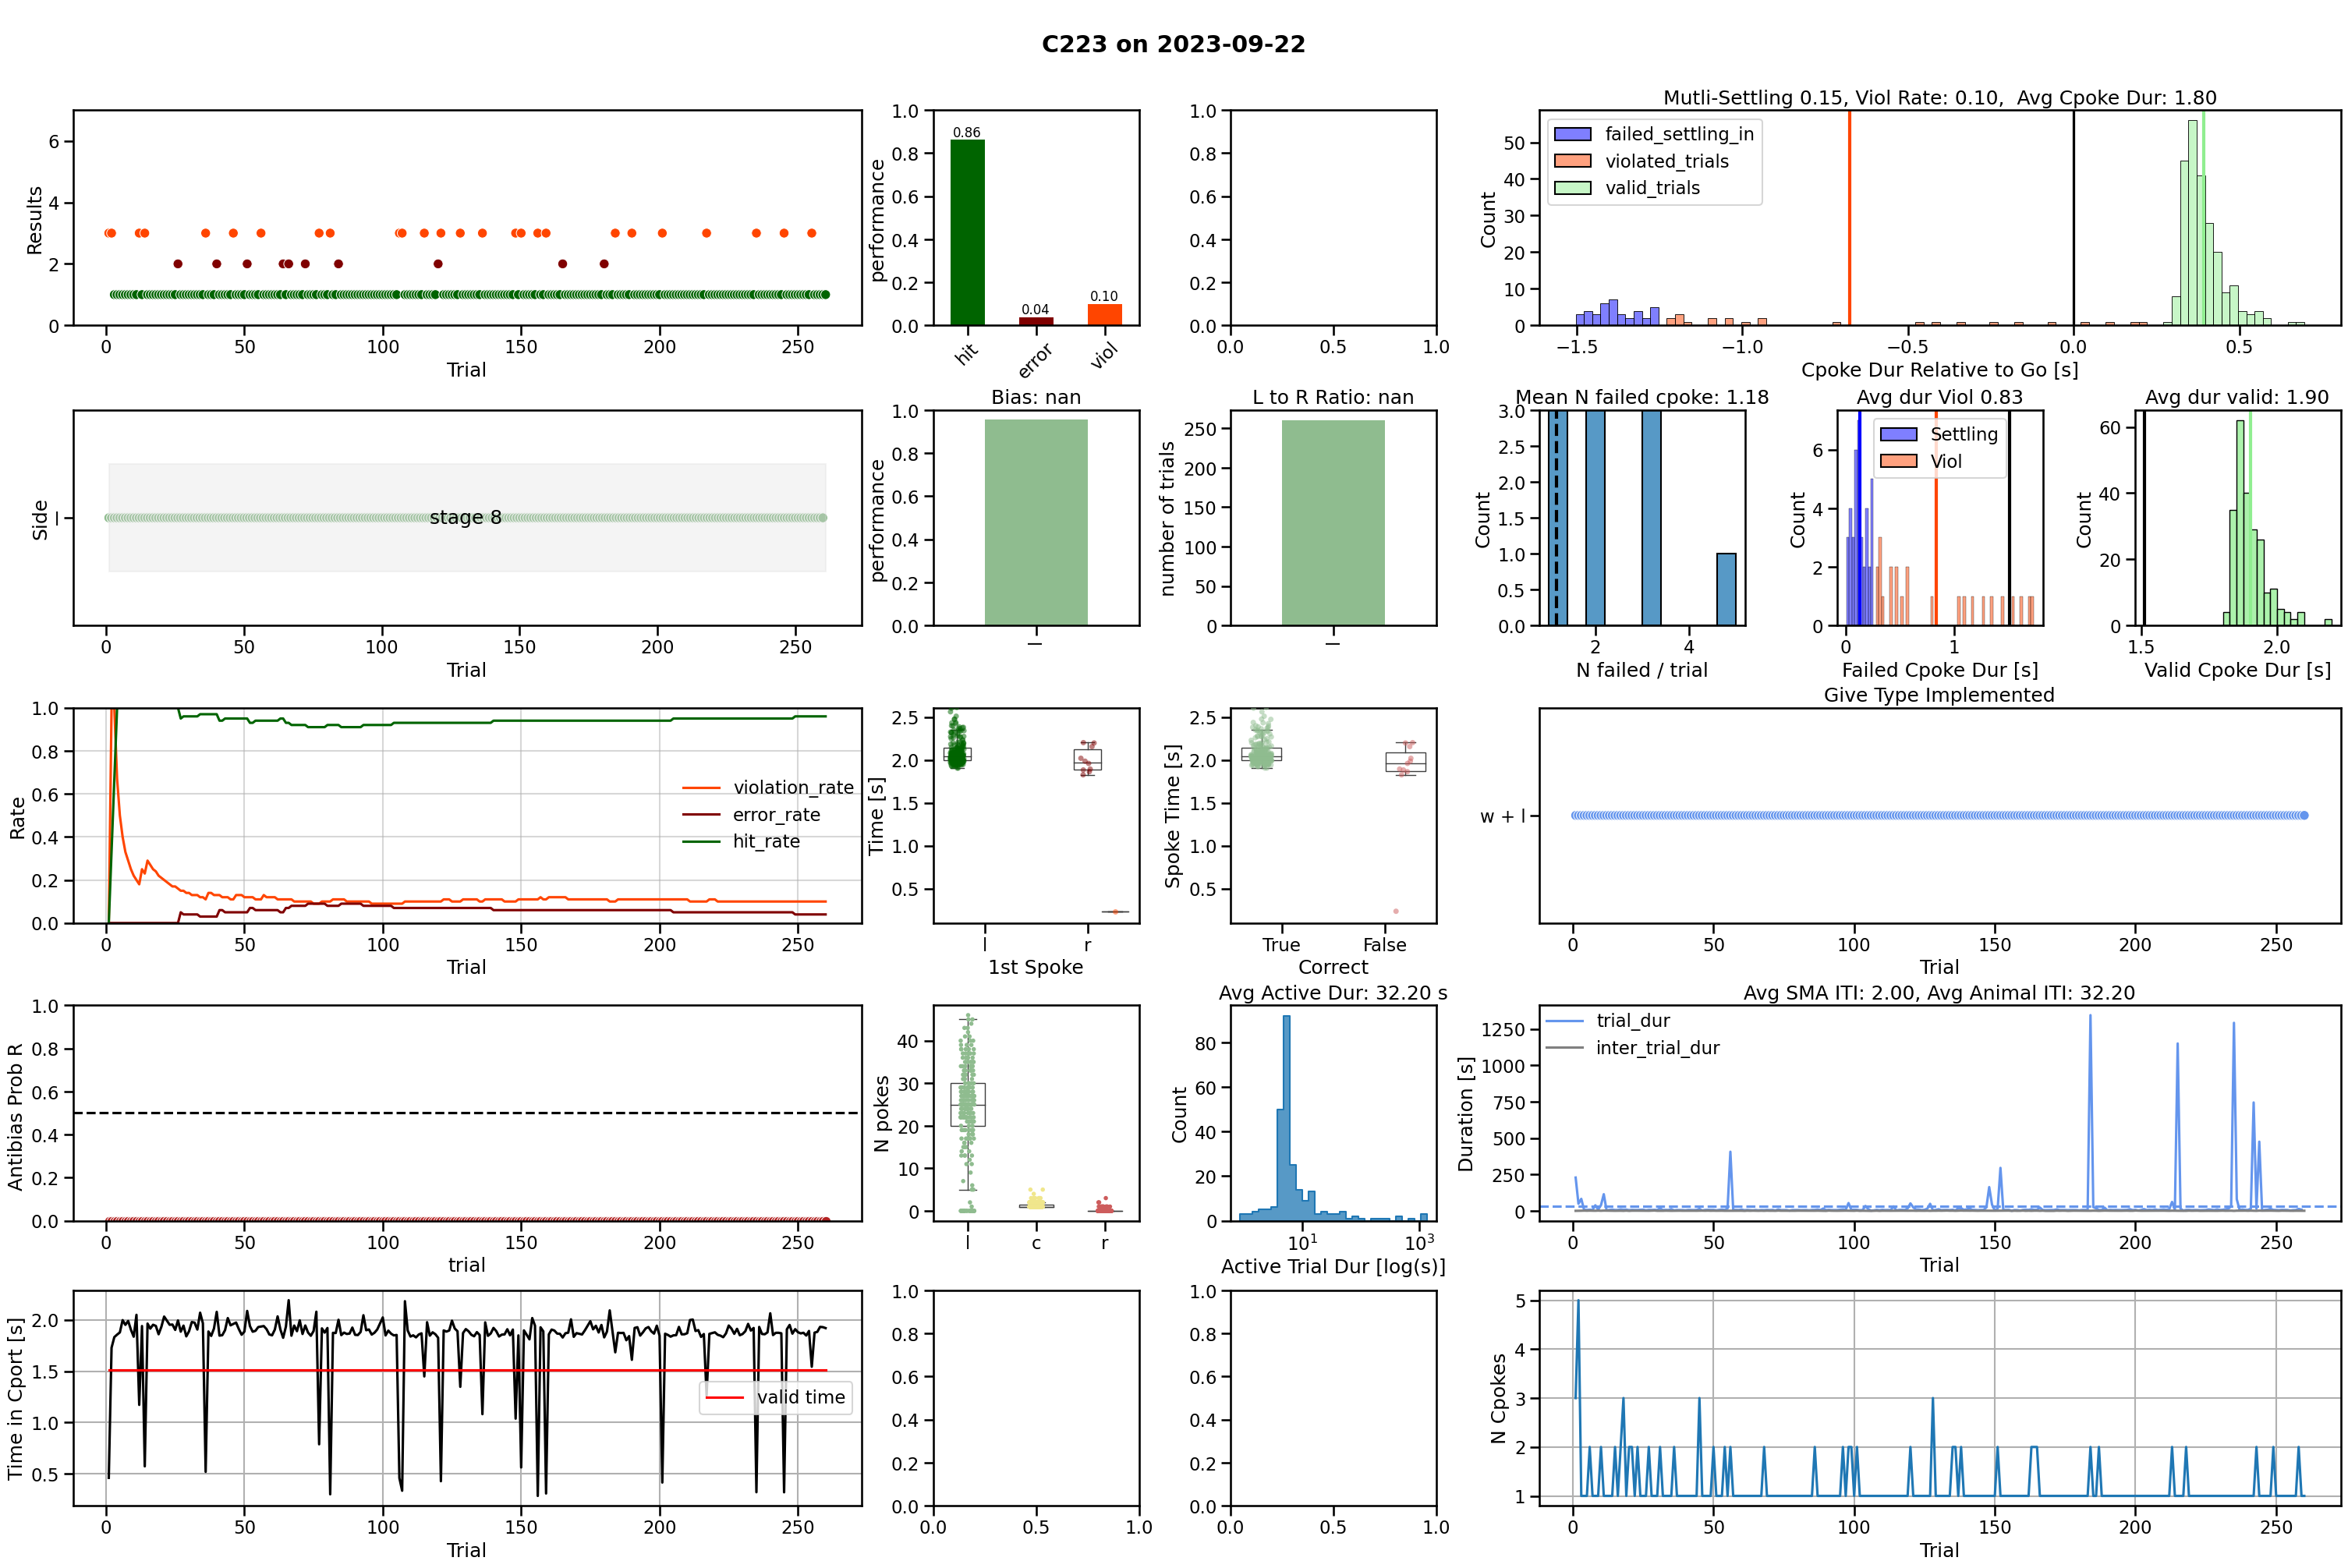 C223 on 2023-09-22
Results
6
4
2
0
0 50 100 150 200 250
Trial
performance
1.0
0.8
0.6
0.4
0.2
0.0
0.86
0.04
0.10
hit error viol
1.0
0.8
0.6
0.4
0.2
0.0
0.0 0.5 1.0
Mutli-Settling 0.15, Viol Rate: 0.10, Avg Cpoke Dur: 1.80
failed_settling_in
violated_trials
valid_trials
Count
50
40
30
20
10
0
−1.5 −1.0 −0.5 0.0 0.5
Cpoke Dur Relative to Go [s]
Side
l
stage 8
0 50 100 150 200 250
Trial
Bias: nan
performance
1.0
0.8
0.6
0.4
0.2
0.0
l
L to R Ratio: nan
number of trials
250
200
150
100
50
0
l
Mean N failed cpoke: 1.18
Count
3.0
2.5
2.0
1.5
1.0
0.5
0.0
2 4
N failed / trial
Avg dur Viol 0.83
Settling
Viol
Count
6
4
2
0
0 1
Failed Cpoke Dur [s]
Avg dur valid: 1.90
Count
60
40
20
0
1.5 2.0
Valid Cpoke Dur [s]
Rate
1.0
0.8
0.6
0.4
0.2
0.0
violation_rate
error_rate
hit_rate
0 50 100 150 200 250
Trial
Time [s]
2.5
2.0
1.5
1.0
0.5
l r
1st Spoke
Spoke Time [s]
2.5
2.0
1.5
1.0
0.5
True False
Correct
Give Type Implemented
w + l
0 50 100 150 200 250
Trial
Antibias Prob R
1.0
0.8
0.6
0.4
0.2
0.0
0 50 100 150 200 250
trial
N pokes
40
30
20
10
0
l c r
Avg Active Dur: 32.20 s
Count
80
60
40
20
0
10^1 10^3
Active Trial Dur [log(s)]
Avg SMA ITI: 2.00, Avg Animal ITI: 32.20
trial_dur
inter_trial_dur
Duration [s]
1250
1000
750
500
250
0
0 50 100 150 200 250
Trial
Time in Cport [s]
2.0
1.5
1.0
0.5
valid time
0 50 100 150 200 250
Trial
1.0
0.8
0.6
0.4
0.2
0.0
0.0 0.5 1.0
1.0
0.8
0.6
0.4
0.2
0.0
0.0 0.5 1.0
N Cpokes
5
4
3
2
1
0 50 100 150 200 250
Trial